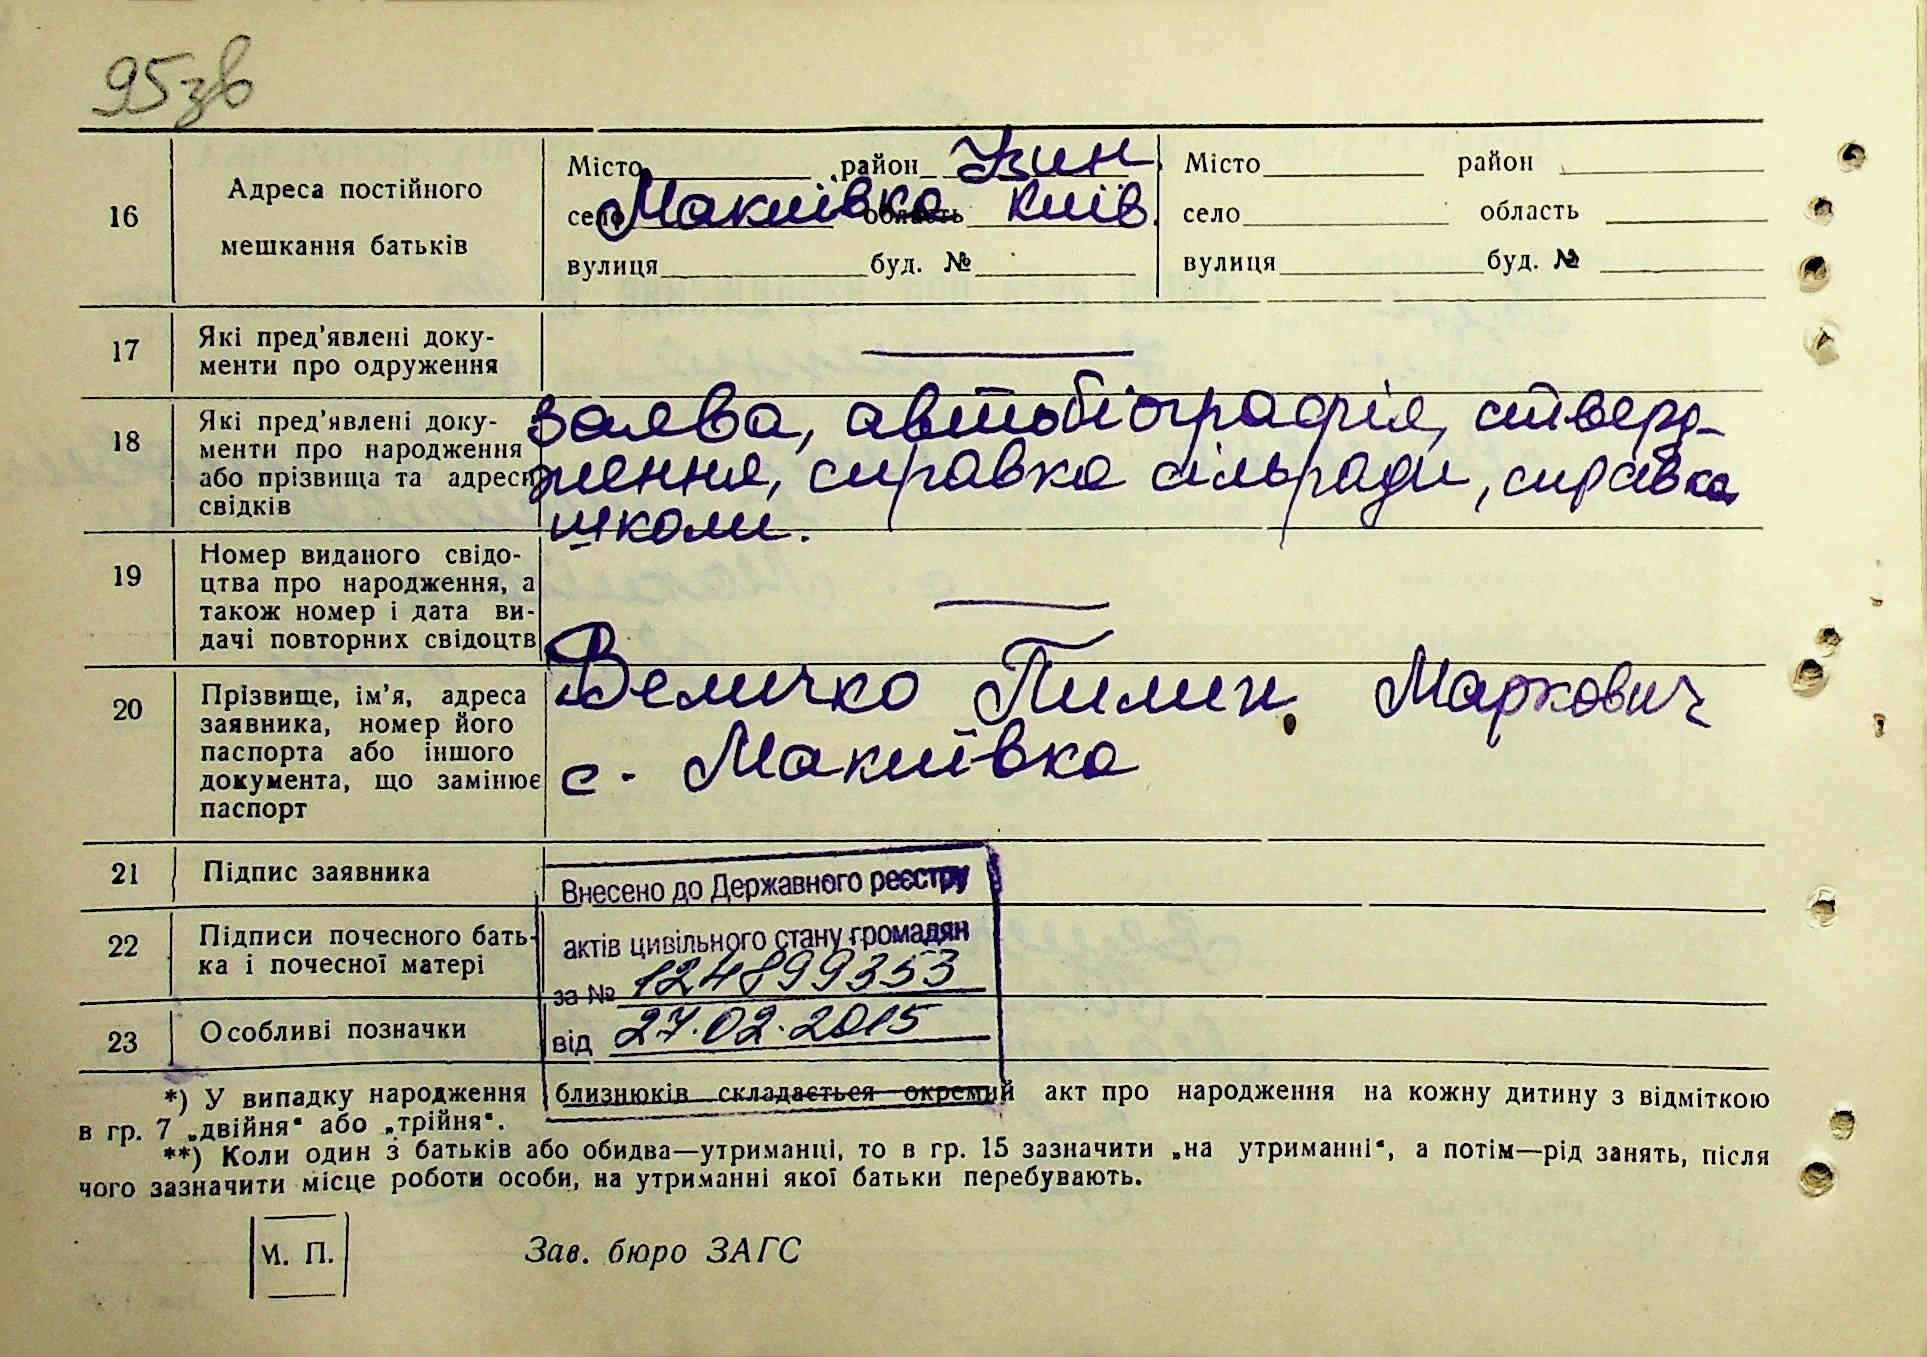 95зв
16 Адреса постійного мешкання батьків
Місто район Узин. Місто район
село Макиївка область Київ. село область
вулиця буд. № вулиця буд. №
17 Які пред'явлені доку-
менти про одруження
18 Які пред'явлені доку-
менти про народження
або прізвища та адреси
свідків
заява, автобіографія, ствERд-
ження, справка сільради, справка
школи.
19 Номер виданого свідо-
цтва про народження, а
також номер і дата ви-
дачі повторних свідоцтв
20 Прізвище, ім'я, адреса
заявника, номер його
паспорта або іншого
документа, що замінює
паспорт
Величко Пилип Маркович
с. Макиївка
21 Підпис заявника
22 Підписи почесного бать-
ка і почесної матері
23 Особливі позначки
Внесено до Державного реєстру
актів цивільного стану громадян
за № 124899353
від 27.02.2015
*) У випадку народження близнюків складається окремий акт про народження на кожну дитину з відміткою
в гр. 7 „двійня" або „трійня".
**) Коли один з батьків або обидва—утриманці, то в гр. 15 зазначити „на утриманні", а потім—рід занять, після
чого зазначити місце роботи особи, на утриманні якої батьки перебувають.
М. П.
Зав. бюро ЗАГС